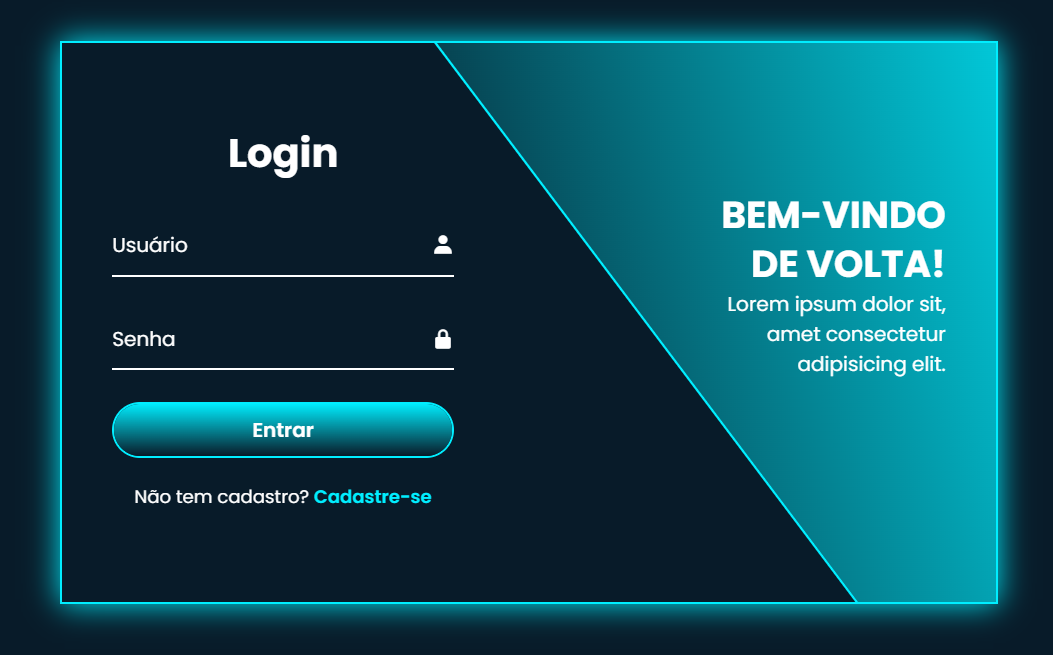 Login
Usuário
Senha
Entrar
Não tem cadastro? Cadastre-se
BEM-VINDO
DE VOLTA!
Lorem ipsum dolor sit,
amet consectetur
adipisicing elit.